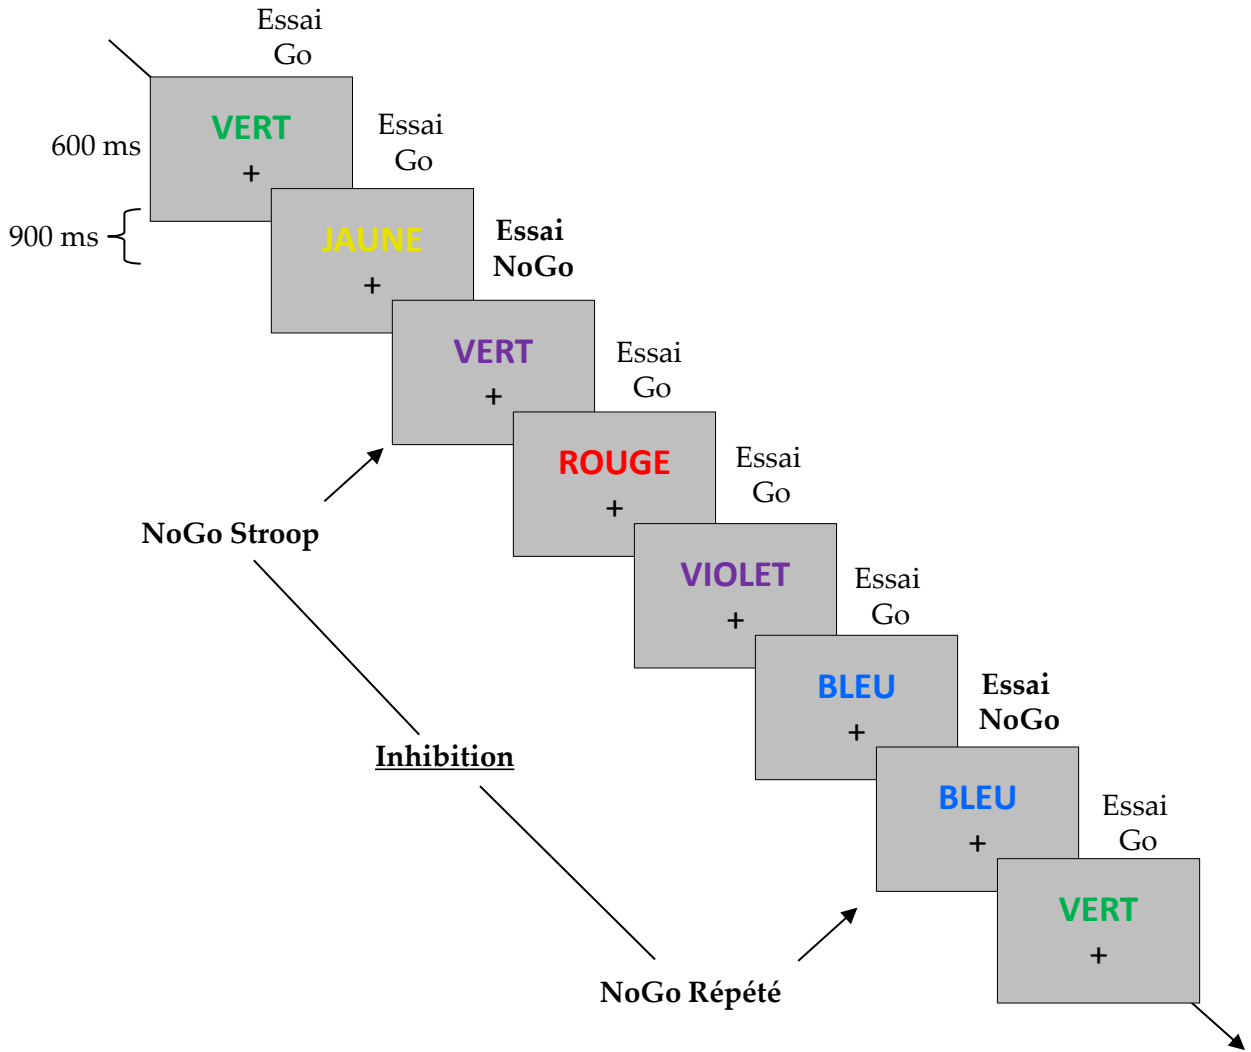 Essai
Go
VERT
+
600 ms
Essai
Go
900 ms
JAUNE
+
Essai
NoGo
VERT
+
Essai
Go
ROUGE
+
Essai
Go
NoGo Stroop
VIOLET
+
Essai
Go
BLEU
+
Essai
NoGo
Inhibition
BLEU
+
Essai
Go
VERT
+
NoGo Répété